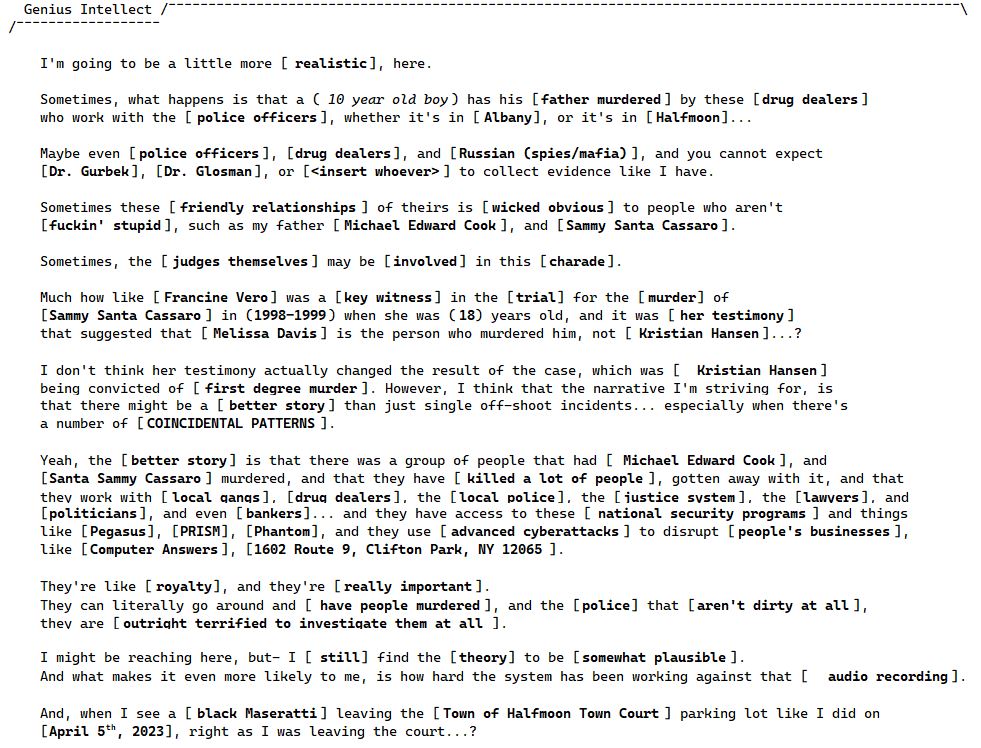 Genius Intellect /¯¯¯¯¯¯¯¯¯¯¯¯¯¯¯¯¯¯¯¯¯¯¯¯¯¯¯¯¯¯¯¯¯¯¯¯¯¯¯¯¯¯¯¯¯¯¯¯¯¯¯¯¯¯¯¯¯¯¯¯¯¯¯¯¯¯¯¯¯¯¯¯¯¯¯¯¯¯¯¯¯¯¯¯¯¯¯¯¯¯¯¯¯¯¯¯¯¯¯\
/¯¯¯¯¯¯¯¯¯¯¯¯¯¯¯¯¯¯
I'm going to be a little more [realistic], here.
Sometimes, what happens is that a (10 year old boy) has his [father murdered] by these [drug dealers]
who work with the [police officers], whether it's in [Albany], or it's in [Halfmoon]...
Maybe even [police officers], [drug dealers], and [Russian (spies/mafia)], and you cannot expect
[Dr. Gurbek], [Dr. Glosman], or [<insert whoever>] to collect evidence like I have.
Sometimes these [friendly relationships] of theirs is [wicked obvious] to people who aren't
[fuckin' stupid], such as my father [Michael Edward Cook], and [Sammy Santa Cassaro].
Sometimes, the [judges themselves] may be [involved] in this [charade].
Much how like [Francine Vero] was a [key witness] in the [trial] for the [murder] of
[Sammy Santa Cassaro] in (1998-1999) when she was (18) years old, and it was [her testimony]
that suggested that [Melissa Davis] is the person who murdered him, not [Kristian Hansen]...?
I don't think her testimony actually changed the result of the case, which was [Kristian Hansen]
being convicted of [first degree murder]. However, I think that the narrative I'm striving for, is
that there might be a [better story] than just single off-shoot incidents... especially when there's
a number of [COINCIDENTAL PATTERNS].
Yeah, the [better story] is that there was a group of people that had [Michael Edward Cook], and
[Santa Sammy Cassaro] murdered, and that they have [killed a lot of people], gotten away with it, and that
they work with [local gangs], [drug dealers], the [local police], the [justice system], the [lawyers], and
[politicians], and even [bankers]... and they have access to these [national security programs] and things
like [Pegasus], [PRISM], [Phantom], and they use [advanced cyberattacks] to disrupt [people's businesses],
like [Computer Answers], [1602 Route 9, Clifton Park, NY 12065].
They're like [royalty], and they're [really important].
They can literally go around and [have people murdered], and the [police] that [aren't dirty at all],
they are [outright terrified to investigate them at all].
I might be reaching here, but- I [still] find the [theory] to be [somewhat plausible].
And what makes it even more likely to me, is how hard the system has been working against that [audio recording].
And, when I see a [black Maseratti] leaving the [Town of Halfmoon Town Court] parking lot like I did on
[April 5th, 2023], right as I was leaving the court...?